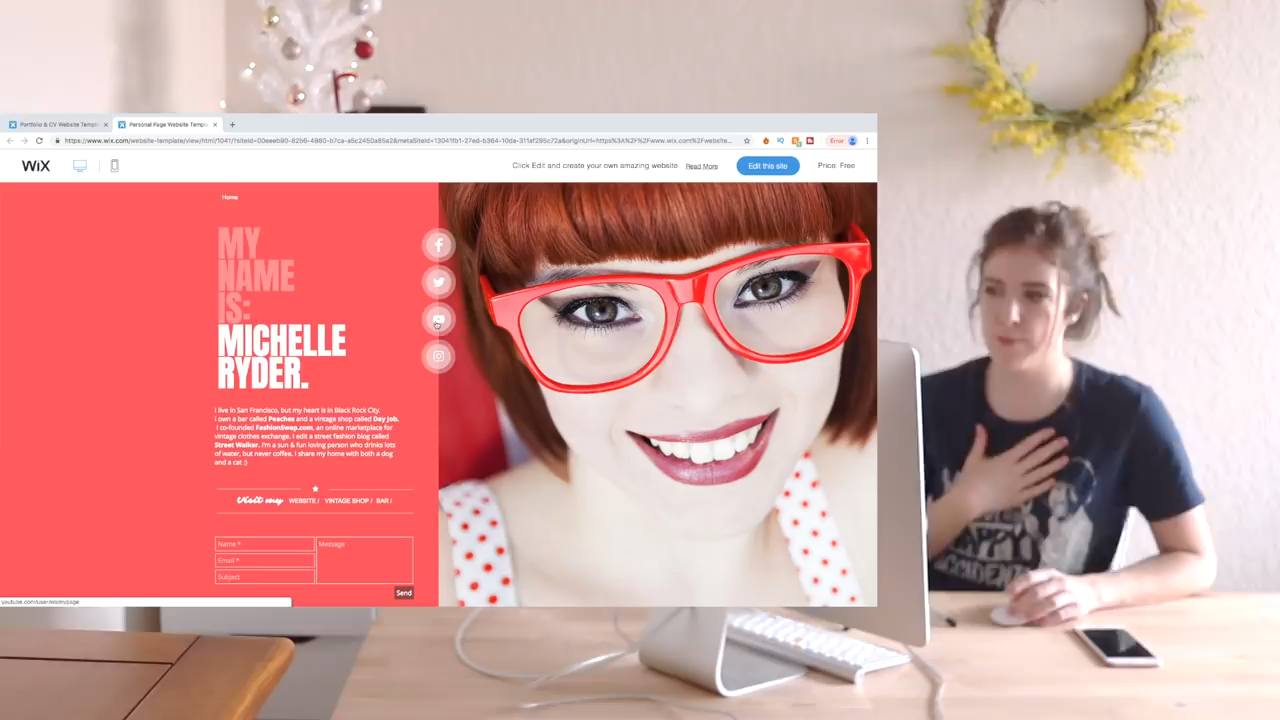 Portfolio & CV Website Templa
Personal Page Website Templa
https://www.wix.com/website-template/view/html/1041?
WiX
Click Edit and create your own amazing website
Read More
Edit this site
Price: Free
Error
Home
MY
NAME
IS:
MICHELLE
RYDER.
I live in San Francisco, but my heart is in Black Rock City.
I own a bar called Peaches and a vintage shop called Day Job.
I co-founded FashionSwap.com, an online marketplace for
vintage clothes exchange. I edit a street fashion blog called
Street Walker. I'm a sun & fun loving person who drinks lots
of water, but never coffee. I share my home with both a dog
and a cat ;)
Visit my WEBSITE / VINTAGE SHOP / BAR /
Name *
Message
Email *
Subject
Send
HAPPY
ACCIDENT